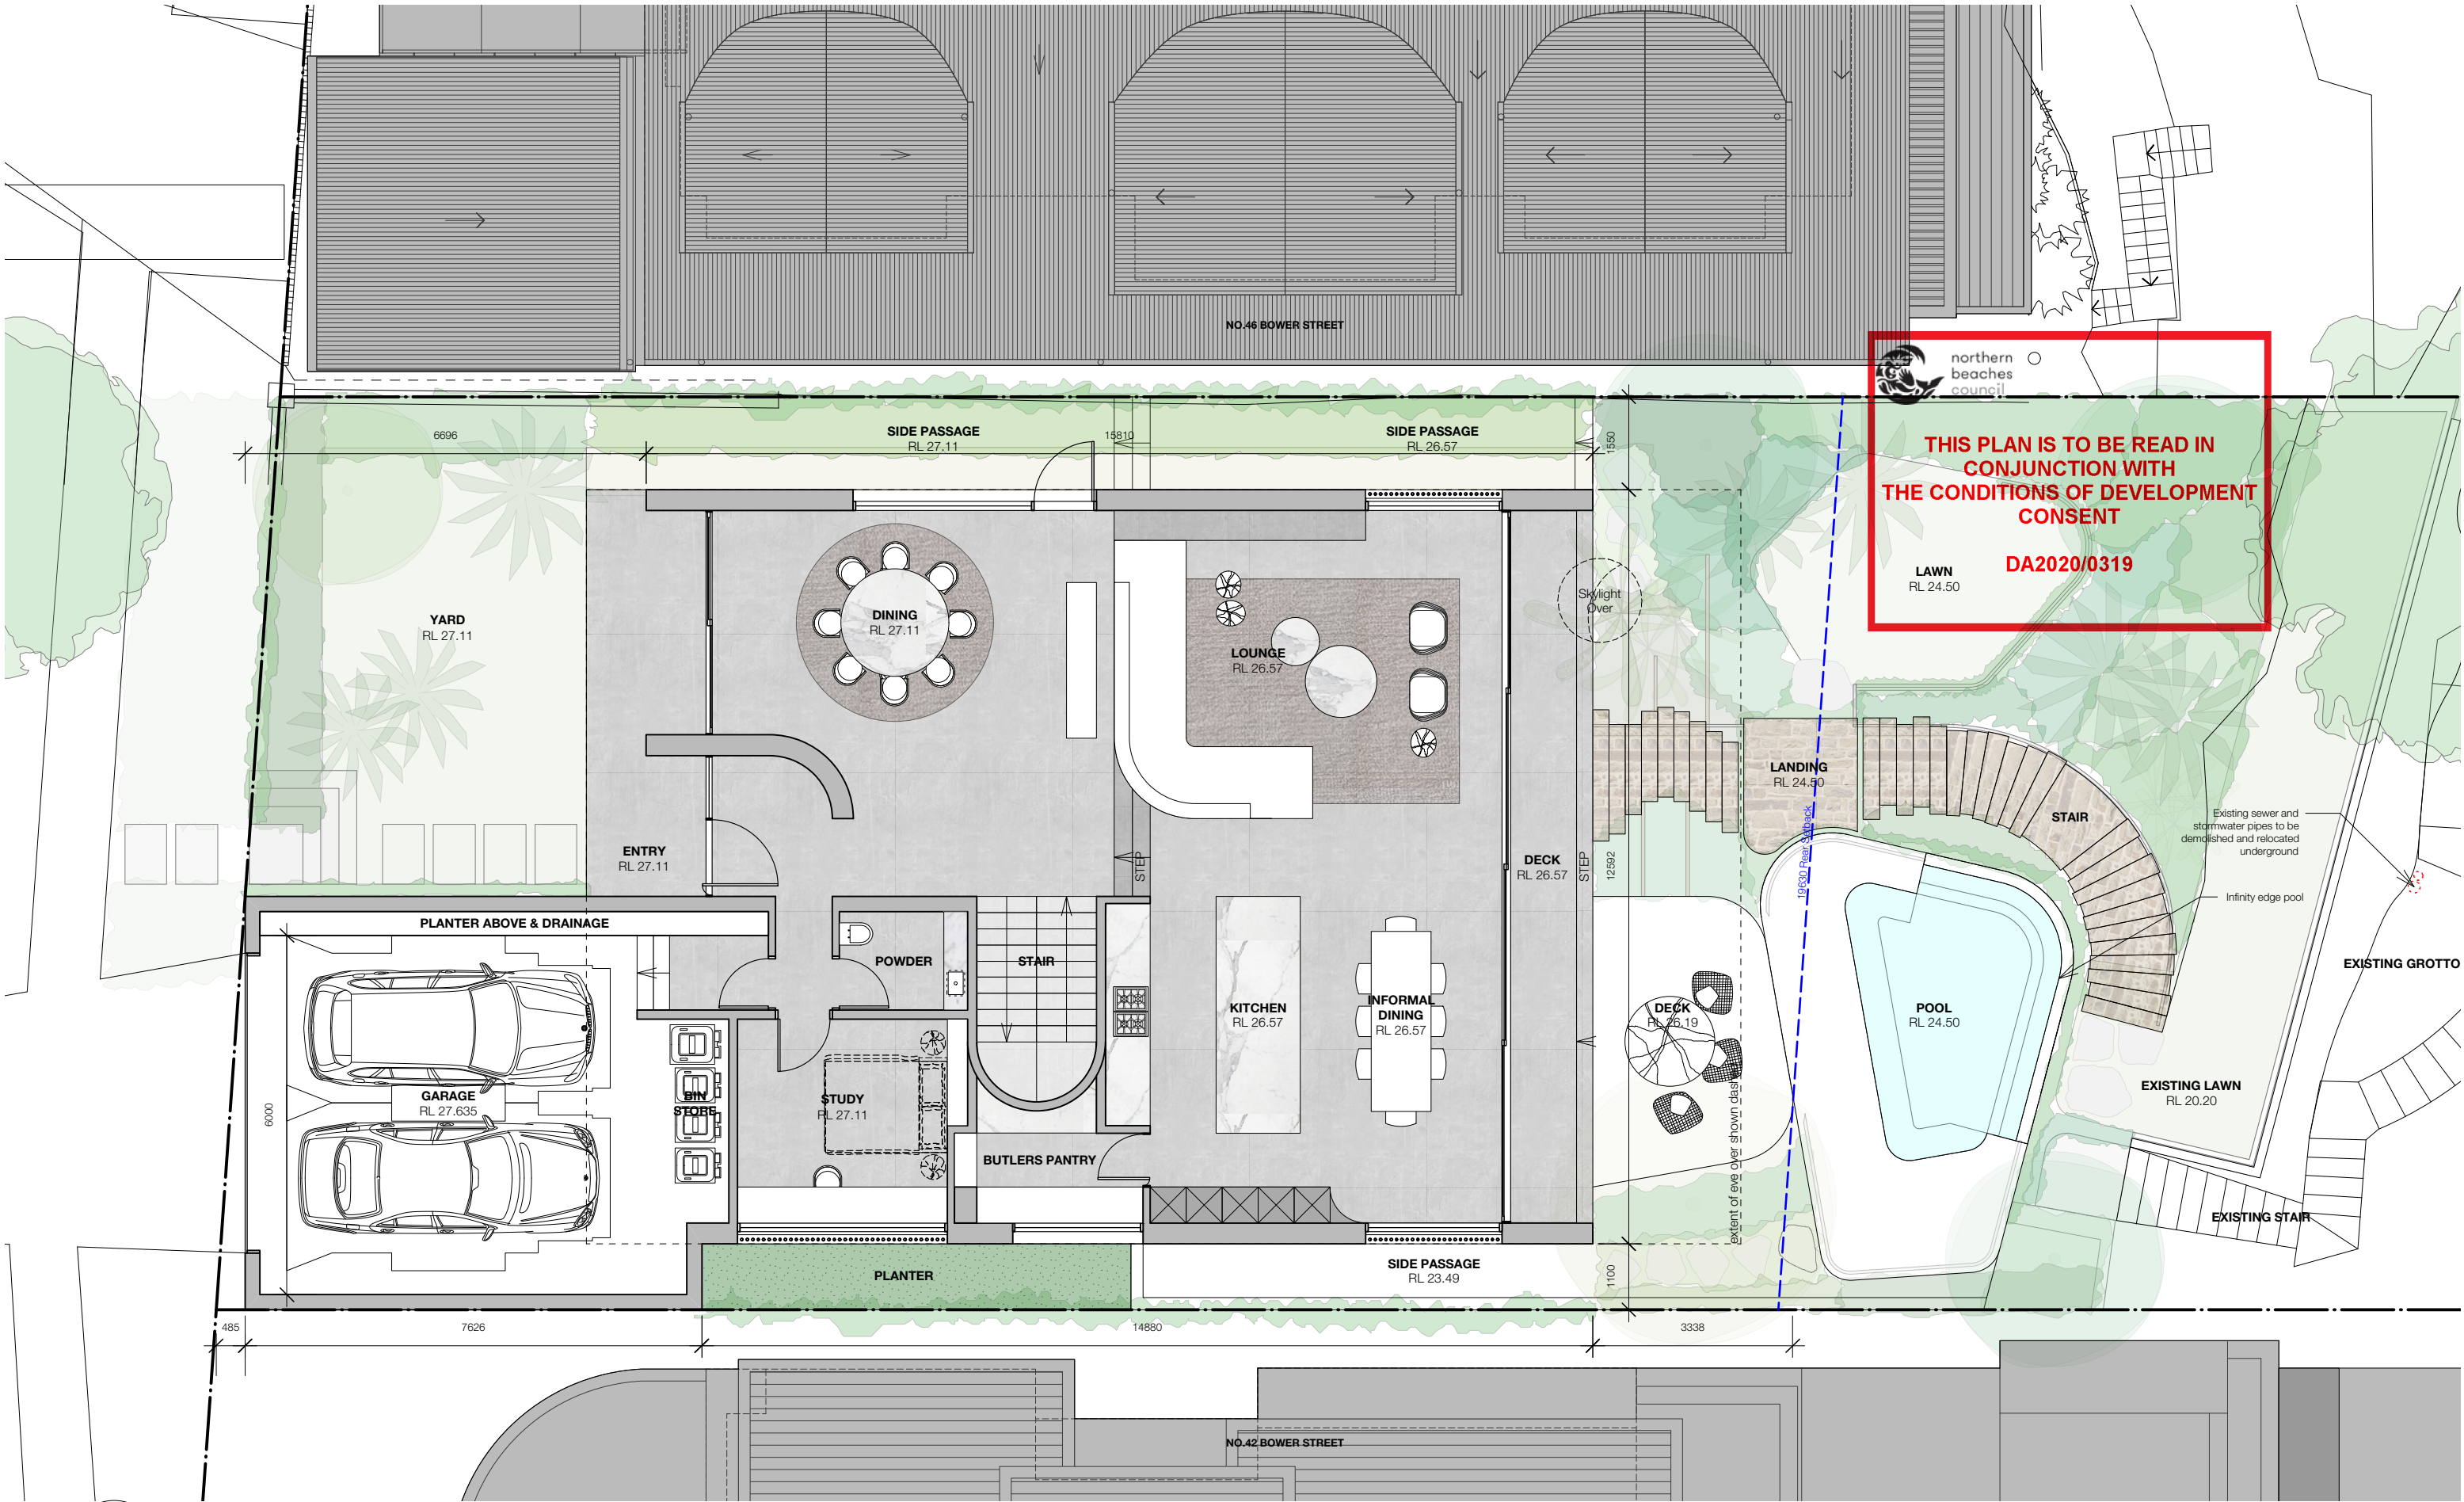 NO.46 BOWER STREET
northern
beaches
council
THIS PLAN IS TO BE READ IN
CONJUNCTION WITH
THE CONDITIONS OF DEVELOPMENT
CONSENT
DA2020/0319
6696
SIDE PASSAGE
RL 27.11
15810
SIDE PASSAGE
RL 26.57
1550
YARD
RL 27.11
DINING
RL 27.11
LOUNGE
RL 26.57
Skylight
Over
LAWN
RL 24.50
LANDING
RL 24.50
STAIR
19630 Rear Setback
Existing sewer and
stormwater pipes to be
demolished and relocated
underground
ENTRY
RL 27.11
STEP
DECK
RL 26.57
STEP
12592
Infinity edge pool
PLANTER ABOVE & DRAINAGE
POWDER
STAIR
EXISTING GROTTO
KITCHEN
RL 26.57
INFORMAL
DINING
RL 26.57
DECK
RL 26.19
POOL
RL 24.50
GARAGE
RL 27.635
6000
BIN
STORE
STUDY
RL 27.11
extent of eve over shown dashed
EXISTING LAWN
RL 20.20
BUTLERS PANTRY
EXISTING STAIR
PLANTER
SIDE PASSAGE
RL 23.49
1100
485
7626
14880
3338
NO.42 BOWER STREET